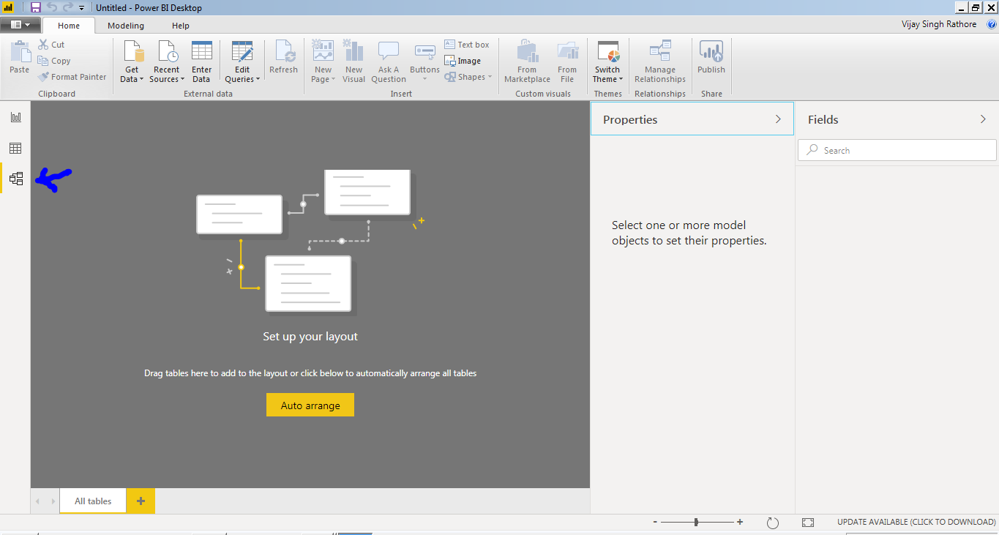 Untitled - Power BI Desktop
Home Modeling Help Vijay Singh Rathore
Paste
Cut
Copy
Format Painter
Clipboard
Get Data
Recent Sources
Enter Data
Edit Queries
External data
Refresh
New Page
New Visual
Ask A Question
Buttons
Text box
Image
Shapes
Insert
From Marketplace
From File
Custom visuals
Switch Theme
Themes
Manage Relationships
Relationships
Publish
Share
Properties
Select one or more model
objects to set their properties.
Fields
Search
Set up your layout
Drag tables here to add to the layout or click below to automatically arrange all tables
Auto arrange
All tables
UPDATE AVAILABLE (CLICK TO DOWNLOAD)